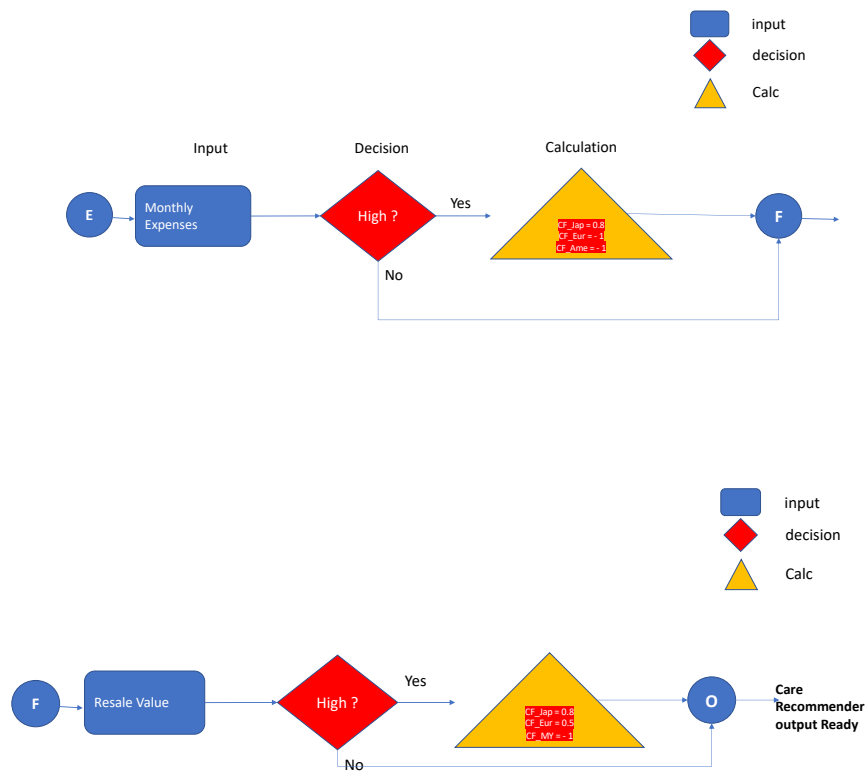 input
decision
Calc
Input
Decision
Calculation
E
Monthly
Expenses
High ?
Yes
CF_Jap = 0.8
CF_Eur = - 1
CF_Ame = - 1
F
No
input
decision
Calc
F
Resale Value
High ?
Yes
CF_Jap = 0.8
CF_Eur = 0.5
CF_MY = - 1
O
Care
Recommender
output Ready
No